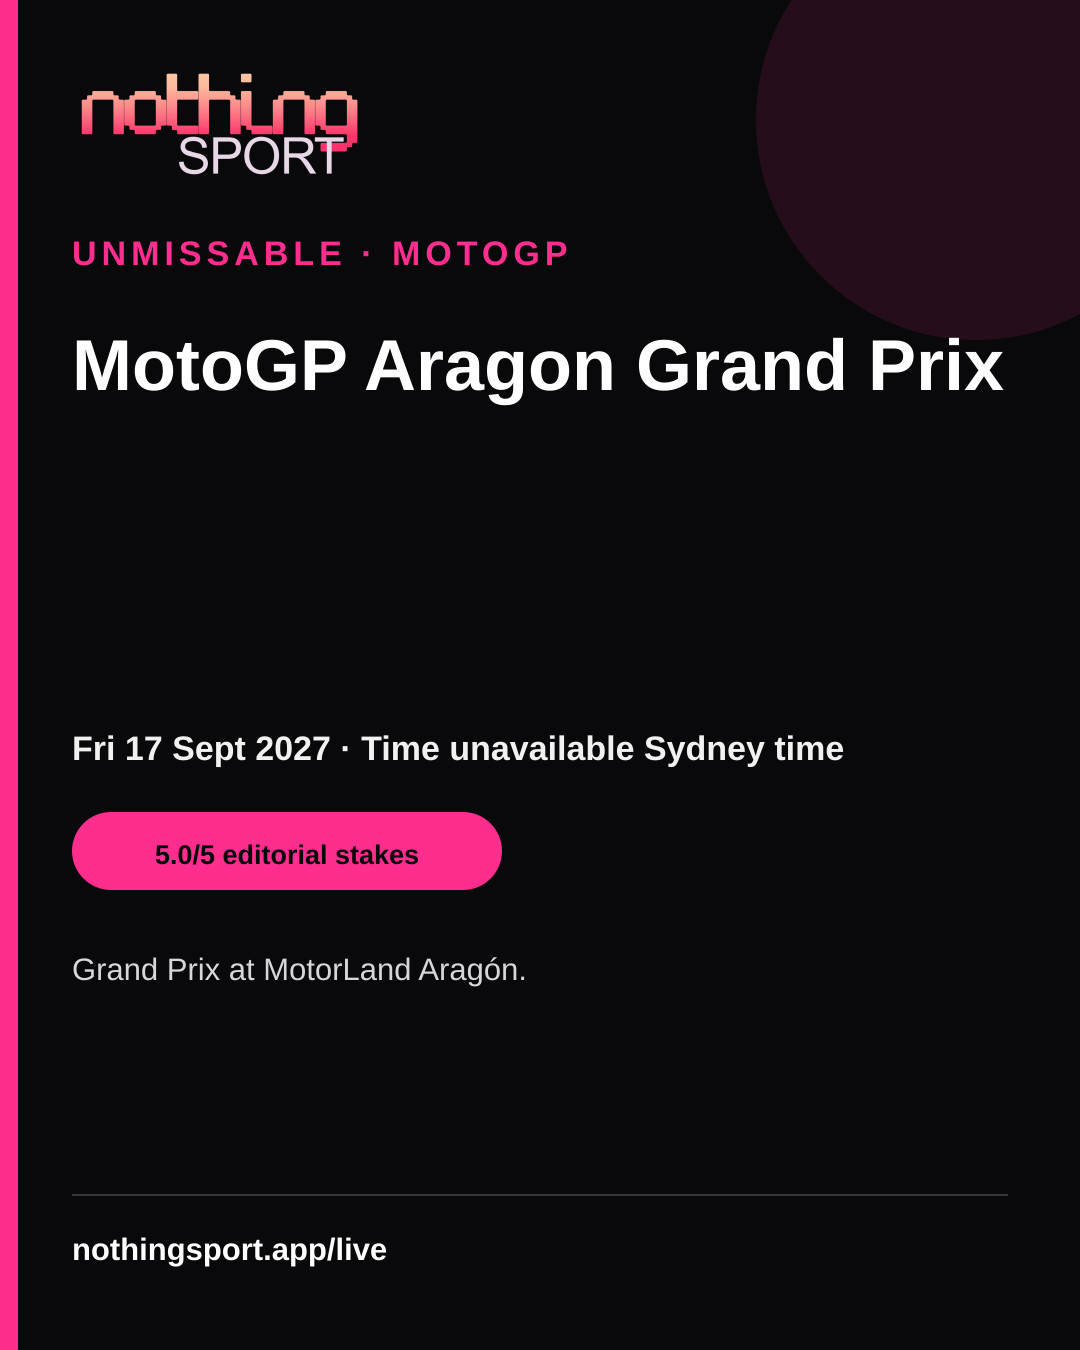 nothing
SPORT
UNMISSABLE · MOTOGP
MotoGP Aragon Grand Prix
Fri 17 Sept 2027 · Time unavailable Sydney time
5.0/5 editorial stakes
Grand Prix at MotorLand Aragón.
nothingsport.app/live